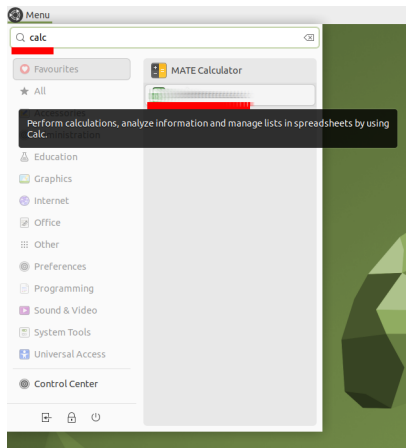 Menu
calc
Favourites
MATE Calculator
All
Perform calculations, analyze information and manage lists in spreadsheets by using
Calc.
Education
Graphics
Internet
Office
Other
Preferences
Programming
Sound & Video
System Tools
Universal Access
Control Center